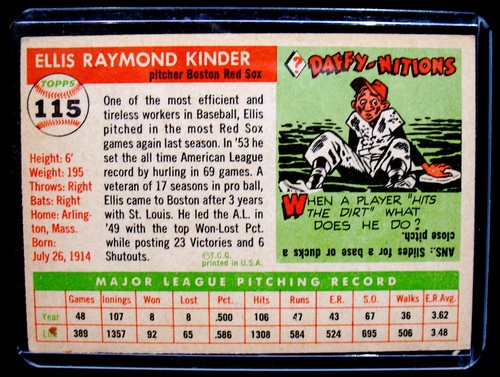 ELLIS RAYMOND KINDER
pitcher Boston Red Sox
TOPPS
115
Height: 6'
Weight: 195
Throws: Right
Bats: Right
Home: Arling-
ton, Mass.
Born:
July 26, 1914
One of the most efficient and
tireless workers in Baseball, Ellis
pitched in the most Red Sox
games again last season. In '53 he
set the all time American League
record by hurling in 69 games. A
veteran of 17 seasons in pro ball,
Ellis came to Boston after 3 years
with St. Louis. He led the A.L. in
'49 with the top Won-Lost Pct.
while posting 23 Victories and 6
Shutouts.
©T.C.G.
printed in U.S.A.
? DAFFY-NITIONS
WHEN A PLAYER "HITS
THE DIRT" WHAT
DOES HE DO?
ANS.: Slides for a base or ducks a
close pitch.
MAJOR LEAGUE PITCHING RECORD
Games Innings Won Lost Pct. Hits Runs E.R. S.O. Walks E.R.Avg.
Year 48 107 8 8 .500 106 47 43 67 36 3.62
Life 389 1357 92 65 .586 1308 584 524 695 506 3.48